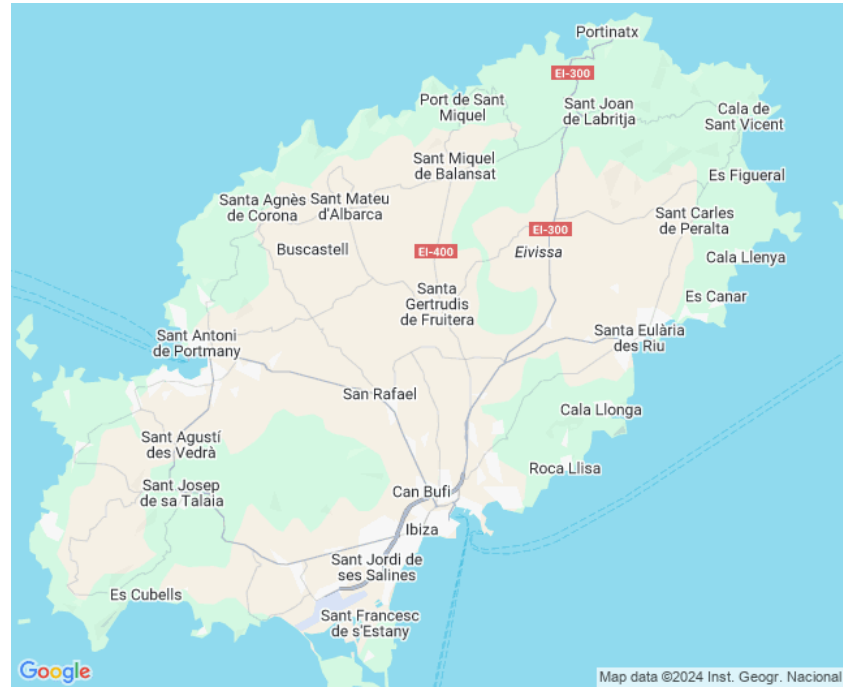 Portinatx
EI-300
Port de Sant
Miquel
Sant Joan
de Labritja
Cala de
Sant Vicent
Sant Miquel
de Balansat
Es Figueral
Santa Agnès
de Corona
Sant Mateu
d'Albarca
Sant Carles
de Peralta
EI-300
Buscastell
EI-400
Eivissa
Cala Llenya
Santa
Gertrudis
de Fruitera
Es Canar
Sant Antoni
de Portmany
Santa Eulària
des Riu
San Rafael
Cala Llonga
Sant Agustí
des Vedrà
Roca Llisa
Sant Josep
de sa Talaia
Can Bufi
Ibiza
Sant Jordi de
ses Salines
Es Cubells
Sant Francesc
de s'Estany
Google
Map data ©2024 Inst. Geogr. Nacional